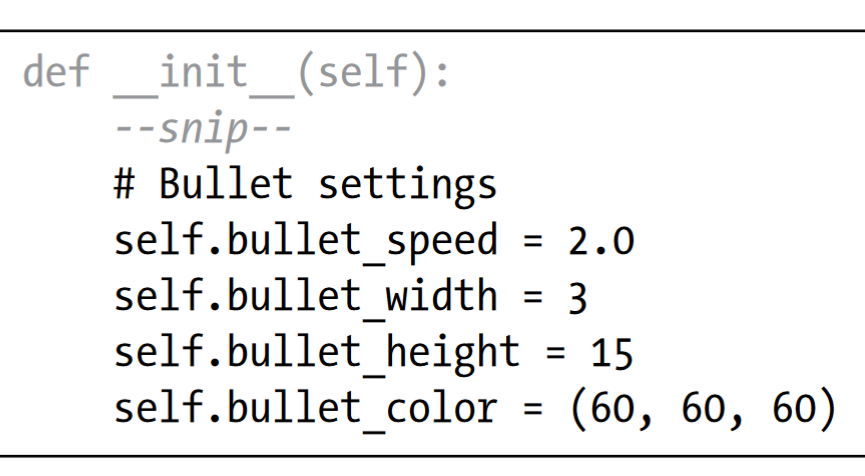 def __init__(self):
    --snip--
    # Bullet settings
    self.bullet_speed = 2.0
    self.bullet_width = 3
    self.bullet_height = 15
    self.bullet_color = (60, 60, 60)